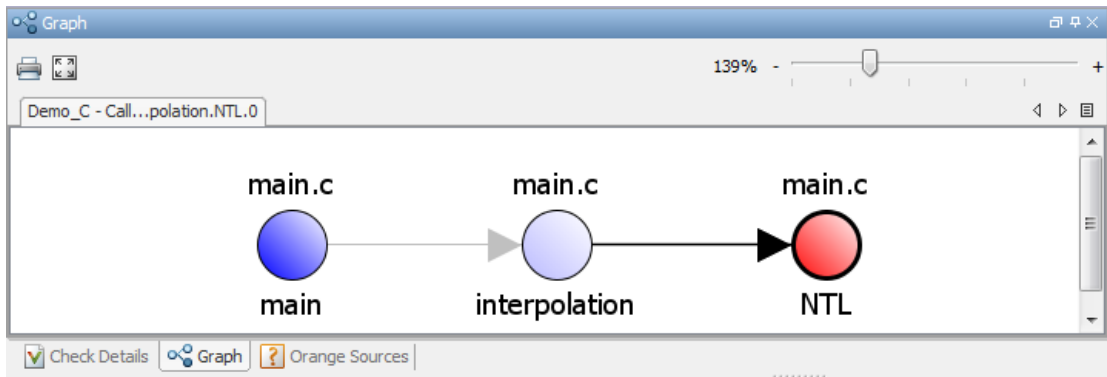 Graph
139% - +
Demo_C - Call...polation.NTL.0
main.c main.c main.c
main interpolation NTL
Check Details Graph Orange Sources